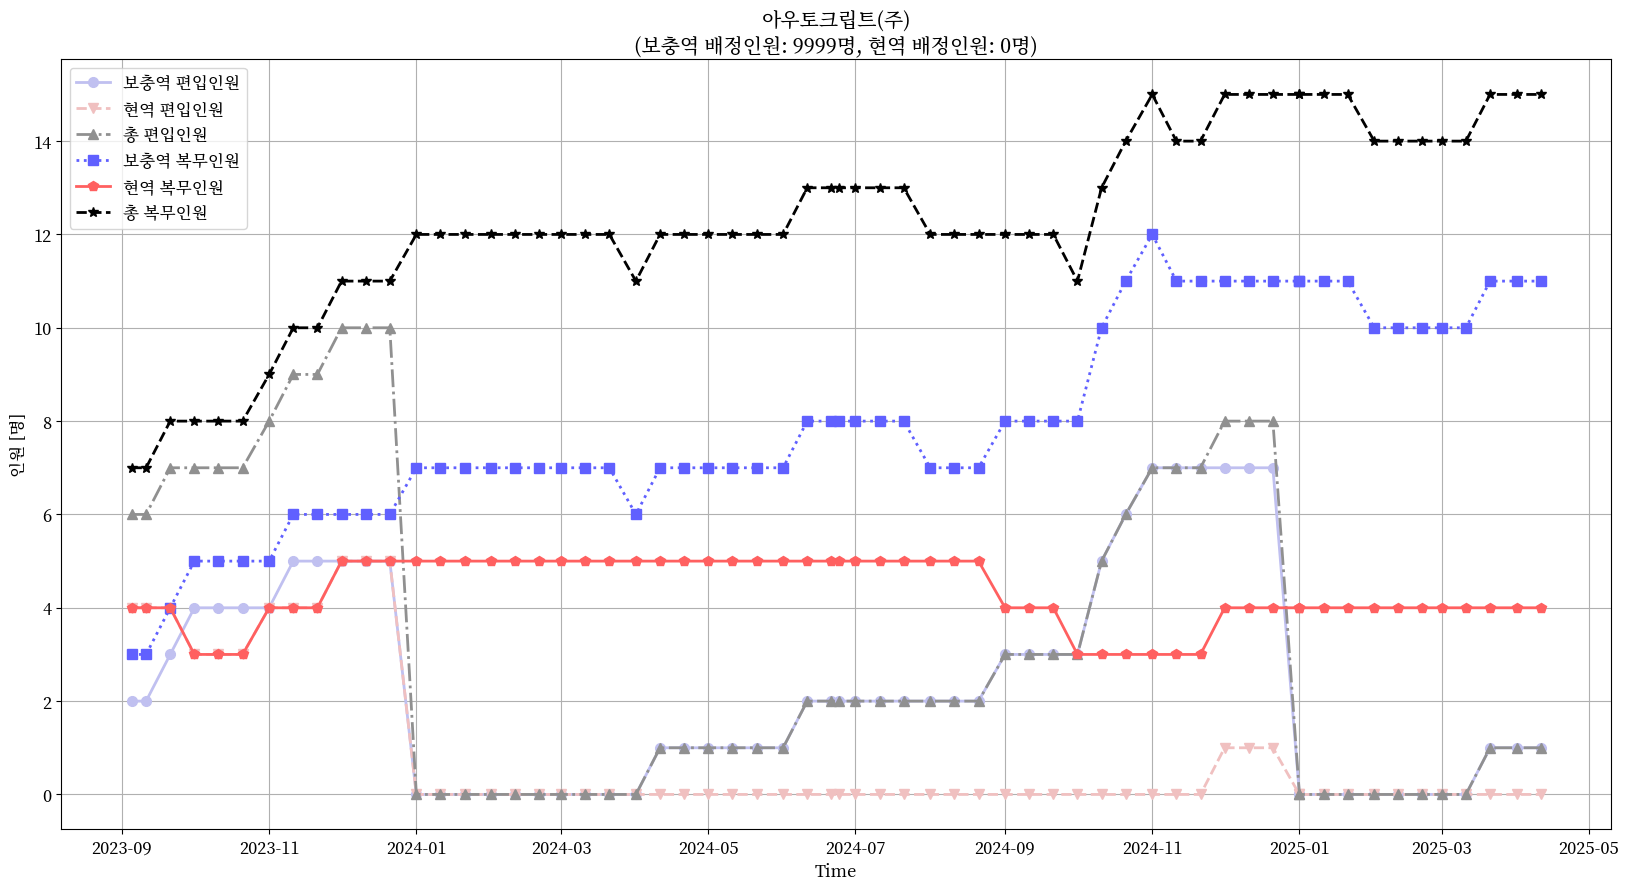 아우토크립트(주)
(보충역 배정인원: 9999명, 현역 배정인원: 0명)
보충역 편입인원
현역 편입인원
총 편입인원
보충역 복무인원
현역 복무인원
총 복무인원
인원 [명]
14
12
10
8
6
4
2
0
2023-09
2023-11
2024-01
2024-03
2024-05
2024-07
2024-09
2024-11
2025-01
2025-03
2025-05
Time